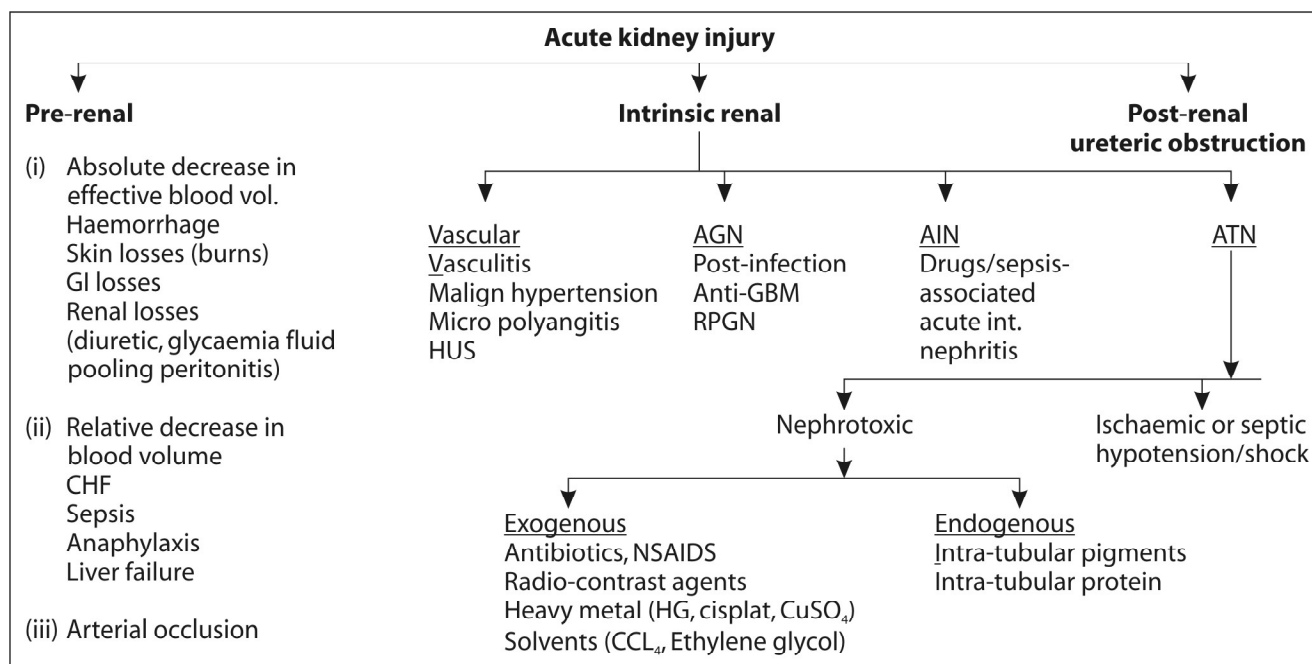 Acute kidney injury
Pre-renal
(i) Absolute decrease in
effective blood vol.
Haemorrhage
Skin losses (burns)
GI losses
Renal losses
(diuretic, glycaemia fluid
pooling peritonitis)
(ii) Relative decrease in
blood volume
CHF
Sepsis
Anaphylaxis
Liver failure
(iii) Arterial occlusion
Intrinsic renal
Vascular
Vasculitis
Malign hypertension
Micro polyangitis
HUS
AGN
Post-infection
Anti-GBM
RPGN
AIN
Drugs/sepsis-
associated
acute int.
nephritis
ATN
Nephrotoxic
Exogenous
Antibiotics, NSAIDS
Radio-contrast agents
Heavy metal (HG, cisplat, CuSO₄)
Solvents (CCL₄, Ethylene glycol)
Endogenous
Intra-tubular pigments
Intra-tubular protein
Ischaemic or septic
hypotension/shock
Post-renal
ureteric obstruction